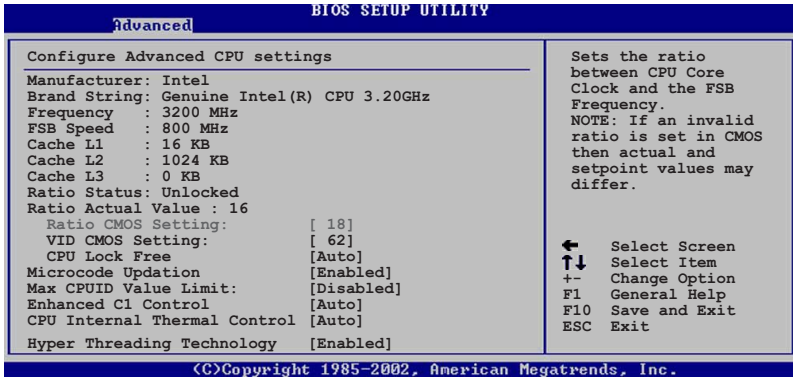 BIOS SETUP UTILITY
Advanced
Configure Advanced CPU settings
Manufacturer: Intel
Brand String: Genuine Intel(R) CPU 3.20GHz
Frequency : 3200 MHz
FSB Speed : 800 MHz
Cache L1 : 16 KB
Cache L2 : 1024 KB
Cache L3 : 0 KB
Ratio Status: Unlocked
Ratio Actual Value : 16
Ratio CMOS Setting: [ 18]
VID CMOS Setting: [ 62]
CPU Lock Free [Auto]
Microcode Updation [Enabled]
Max CPUID Value Limit: [Disabled]
Enhanced C1 Control [Auto]
CPU Internal Thermal Control [Auto]
Hyper Threading Technology [Enabled]
Sets the ratio
between CPU Core
Clock and the FSB
Frequency.
NOTE: If an invalid
ratio is set in CMOS
then actual and
setpoint values may
differ.
← Select Screen
↑↓ Select Item
+- Change Option
F1 General Help
F10 Save and Exit
ESC Exit
(C)Copyright 1985-2002, American Megatrends, Inc.